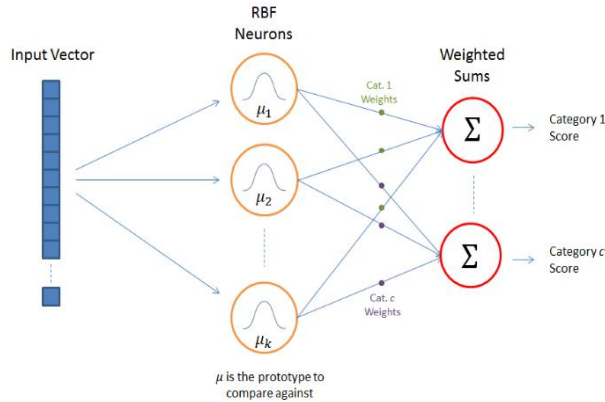 RBF
Neurons
Input Vector
Weighted
Sums
Cat. 1
Weights
μ₁
Σ
Category 1
Score
μ₂
Σ
Category c
Score
Cat. c
Weights
μₖ
μ is the prototype to
compare against